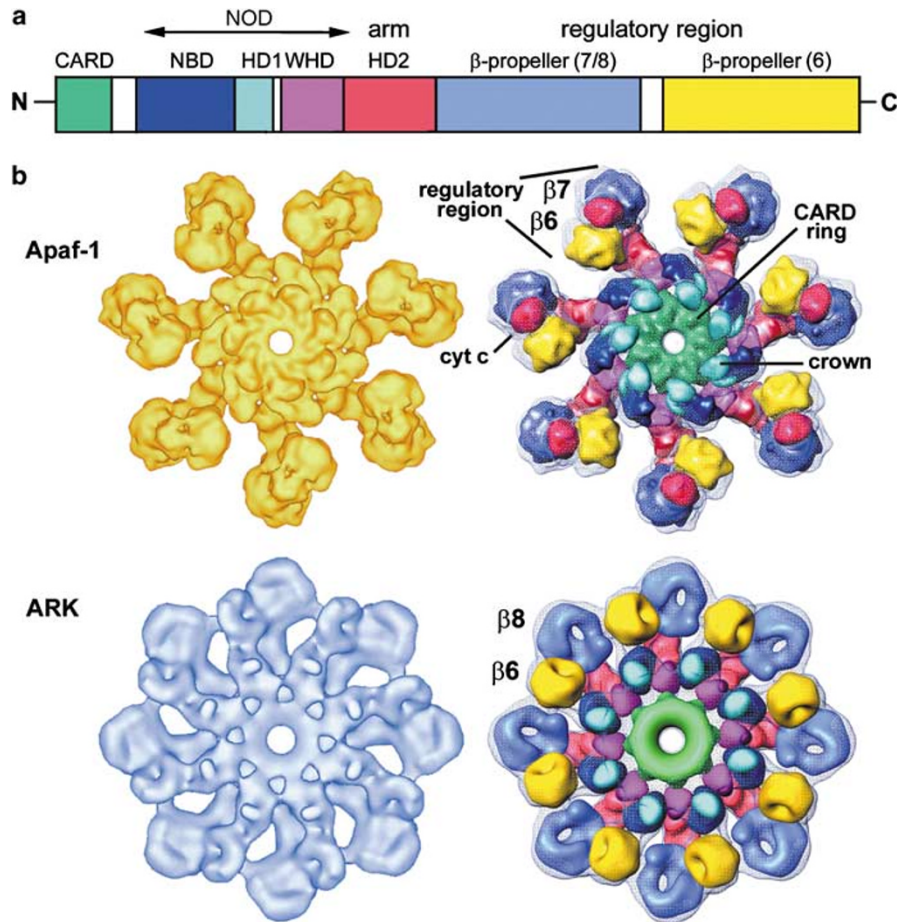 a
NOD
arm
regulatory region
CARD
NBD
HD1 WHD
HD2
β-propeller (7/8)
β-propeller (6)
N
C
b
Apaf-1
regulatory
region
β7
β6
CARD
ring
cyt c
crown
ARK
β8
β6